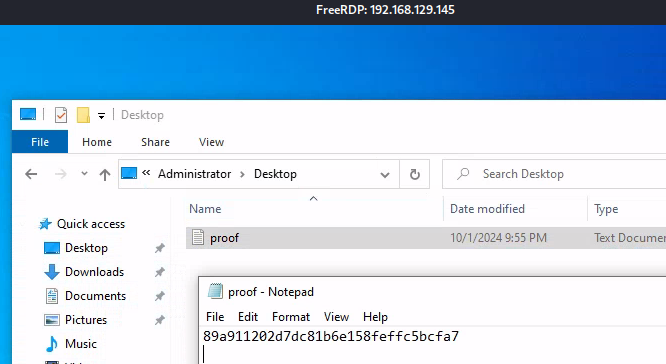 FreeRDP: 192.168.129.145
Desktop
File Home Share View
« Administrator > Desktop
Search Desktop
Name Date modified Type
Quick access
proof 10/1/2024 9:55 PM Text Docume
Desktop
Downloads
Documents
Pictures
Music
proof - Notepad
File Edit Format View Help
89a911202d7dc81b6e158feffc5bcfa7